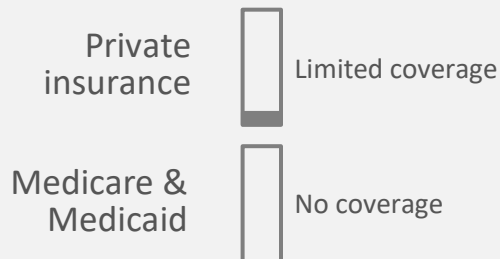 Private
insurance
Limited coverage
Medicare &
Medicaid
No coverage